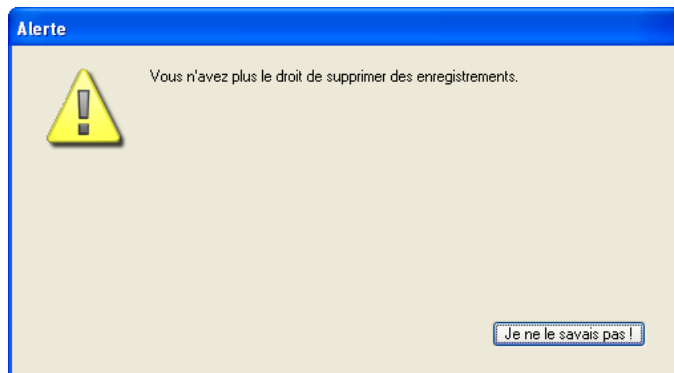 Alerte
Vous n'avez plus le droit de supprimer des enregistrements.
Je ne le savais pas !